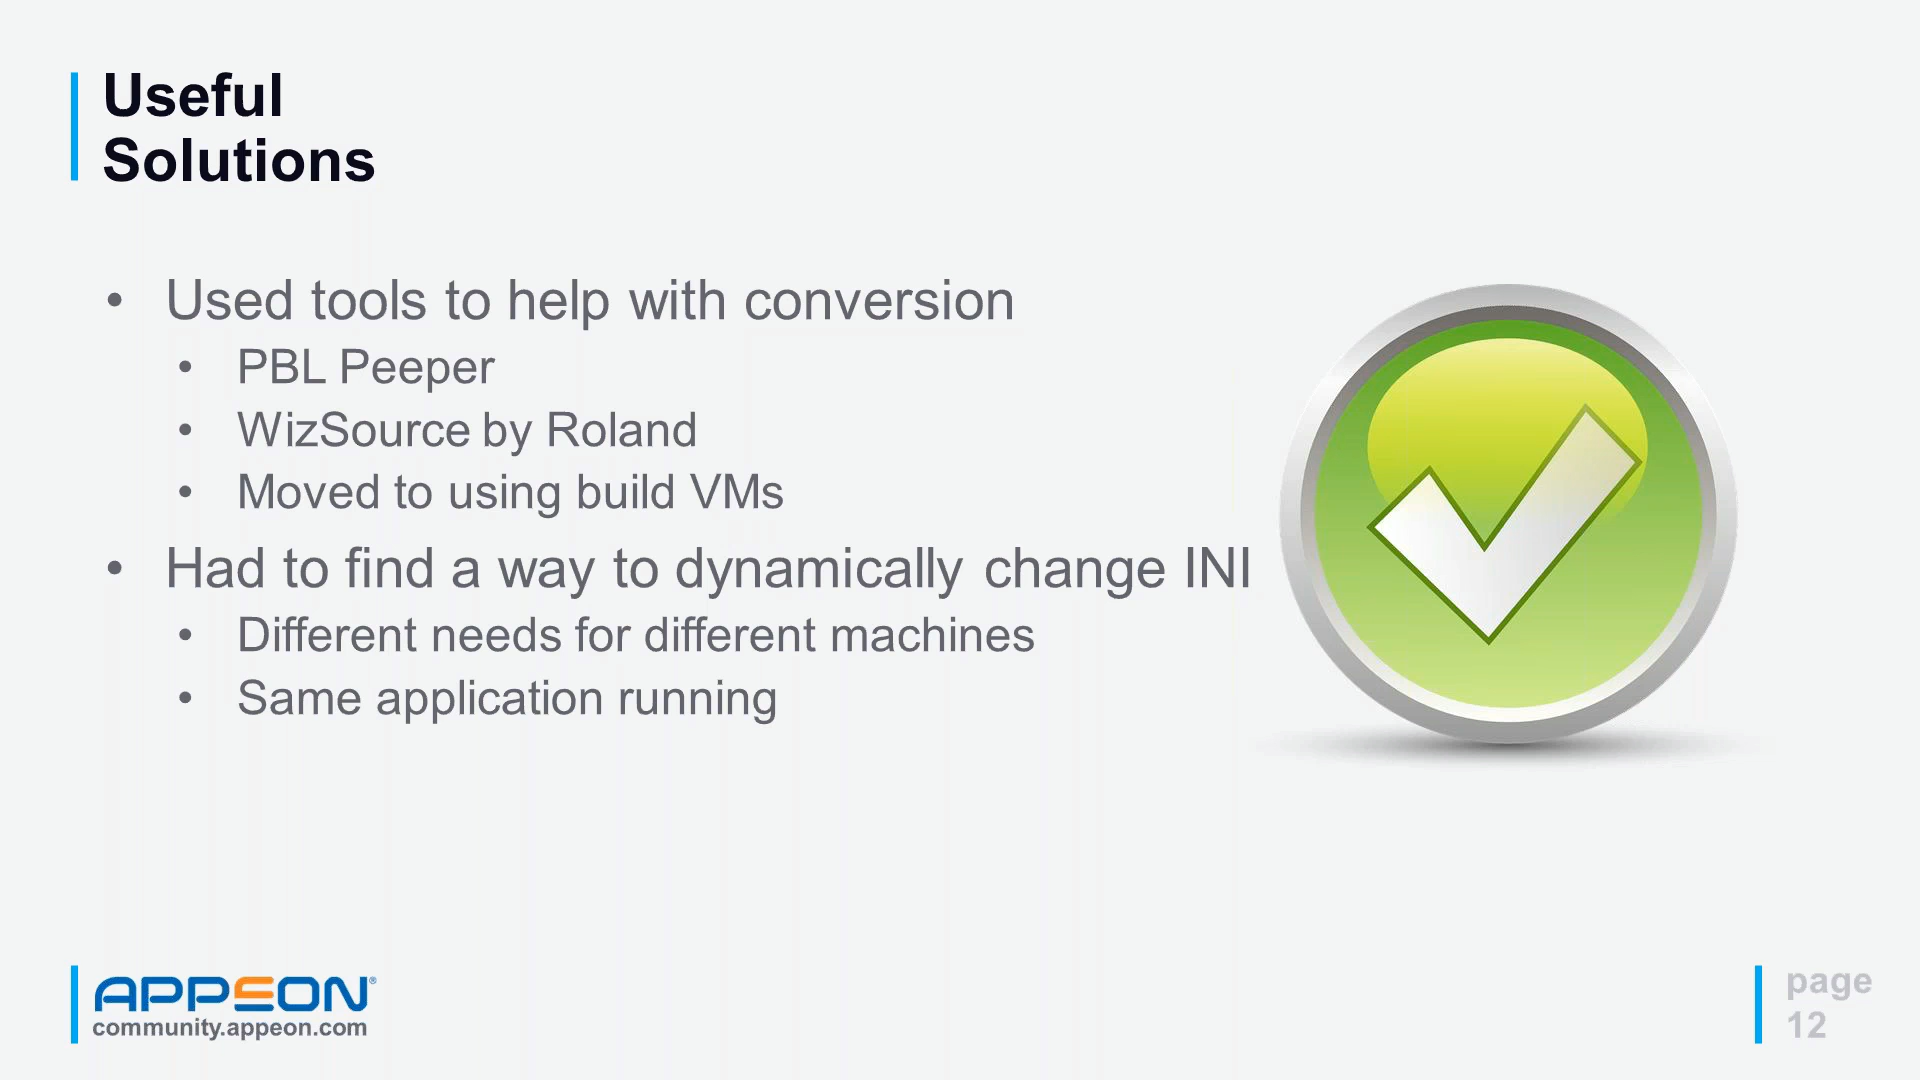 Useful
Solutions
• Used tools to help with conversion
• PBL Peeper
• WizSource by Roland
• Moved to using build VMs
• Had to find a way to dynamically change INI
• Different needs for different machines
• Same application running
APPEON®
community.appeon.com
page
12